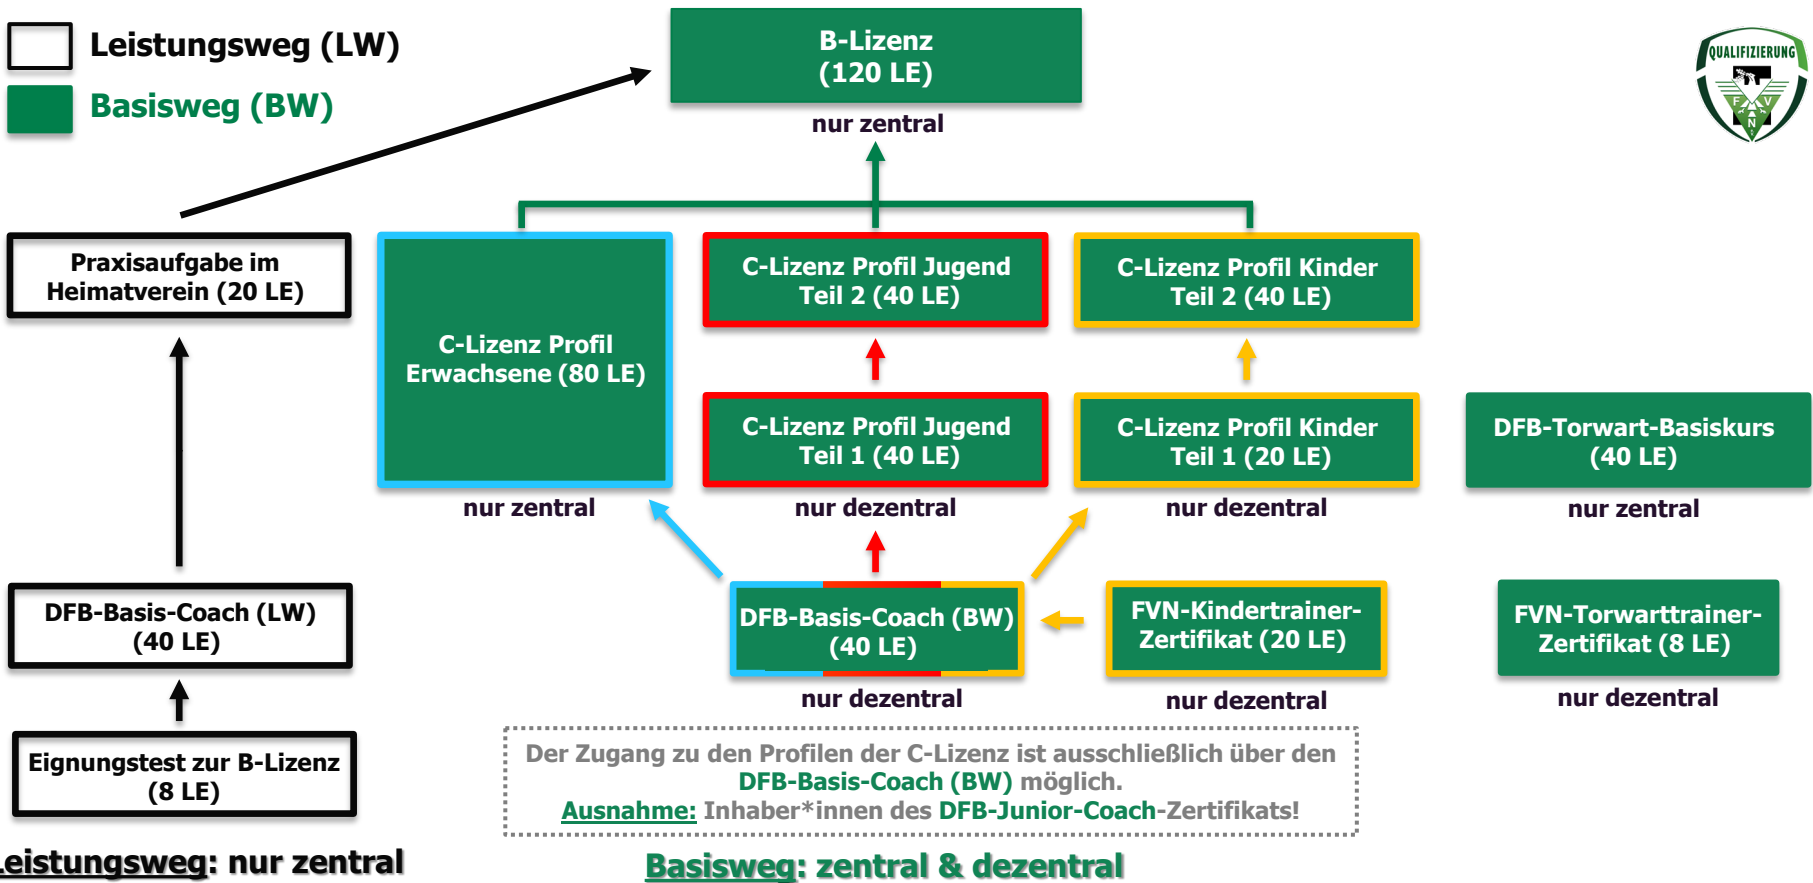 Leistungsweg (LW)
Basisweg (BW)
B-Lizenz
(120 LE)
nur zentral
QUALIFIZIERUNG
F V
N
Praxisaufgabe im
Heimatverein (20 LE)
C-Lizenz Profil
Erwachsene (80 LE)
nur zentral
C-Lizenz Profil Jugend
Teil 2 (40 LE)
C-Lizenz Profil Kinder
Teil 2 (40 LE)
C-Lizenz Profil Jugend
Teil 1 (40 LE)
nur dezentral
C-Lizenz Profil Kinder
Teil 1 (20 LE)
nur dezentral
DFB-Torwart-Basiskurs
(40 LE)
nur zentral
DFB-Basis-Coach (LW)
(40 LE)
DFB-Basis-Coach (BW)
(40 LE)
nur dezentral
FVN-Kindertrainer-
Zertifikat (20 LE)
nur dezentral
FVN-Torwarttrainer-
Zertifikat (8 LE)
nur dezentral
Eignungstest zur B-Lizenz
(8 LE)
Der Zugang zu den Profilen der C-Lizenz ist ausschließlich über den
DFB-Basis-Coach (BW) möglich.
Ausnahme: Inhaber*innen des DFB-Junior-Coach-Zertifikats!
Leistungsweg: nur zentral
Basisweg: zentral & dezentral